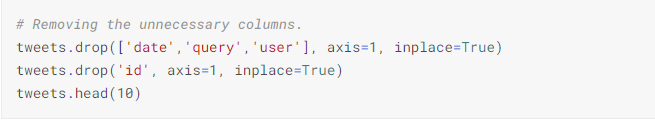 # Removing the unnecessary columns.
tweets.drop(['date','query','user'], axis=1, inplace=True)
tweets.drop('id', axis=1, inplace=True)
tweets.head(10)